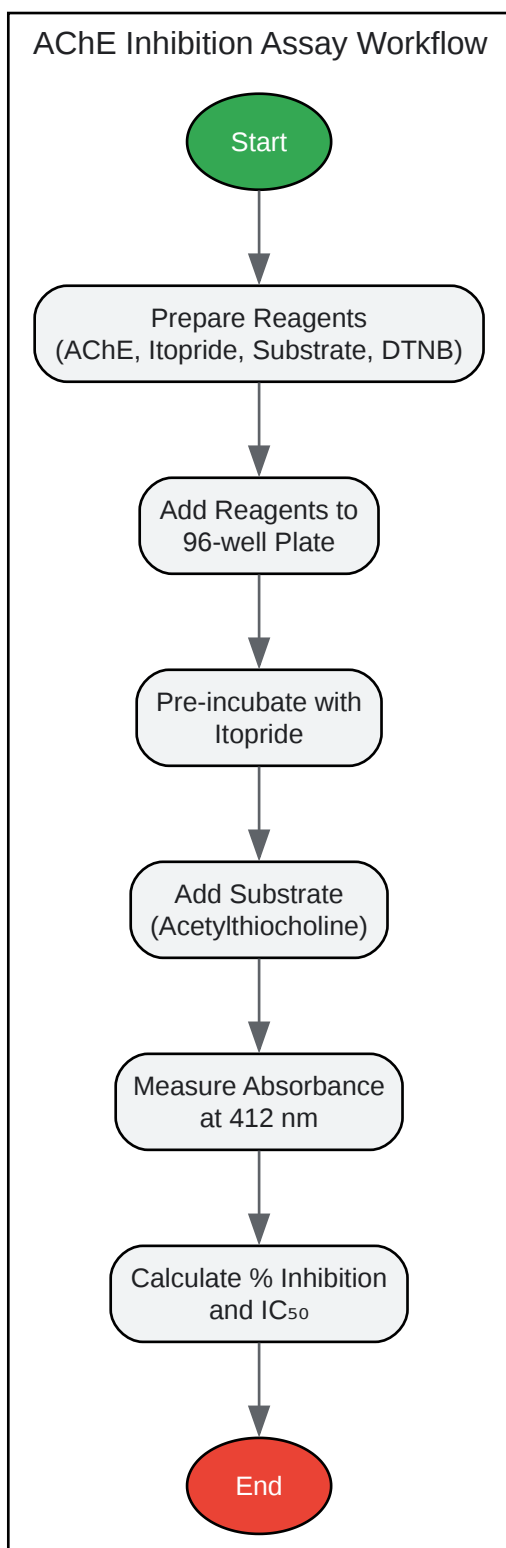 AChE Inhibition Assay Workflow
Start
Prepare Reagents
(AChE, Itopride, Substrate, DTNB)
Add Reagents to
96-well Plate
Pre-incubate with
Itopride
Add Substrate
(Acetylthiocholine)
Measure Absorbance
at 412 nm
Calculate % Inhibition
and IC₅₀
End